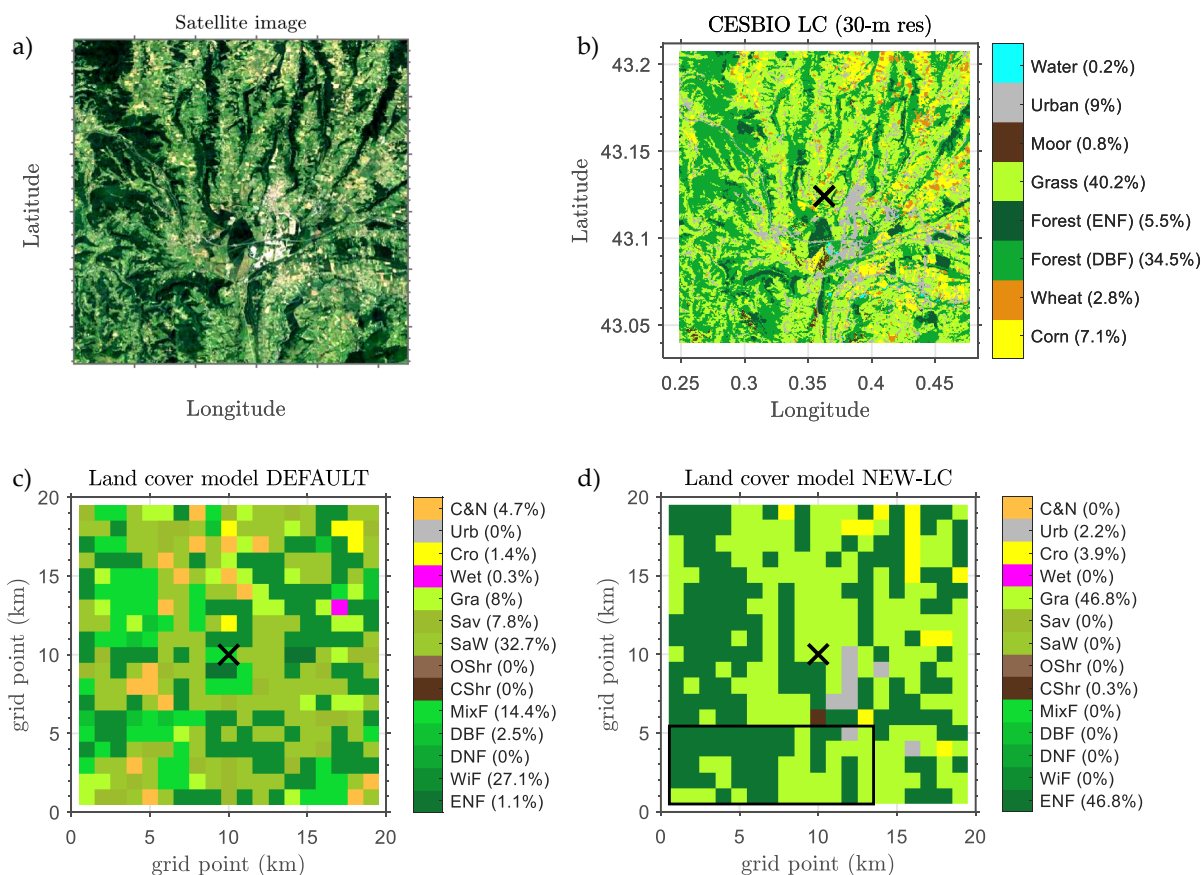 a)
Satellite image
Latitude
Longitude
b)
CESBIO LC (30-m res)
43.2
43.15
43.1
43.05
Latitude
0.25
0.3
0.35
0.4
0.45
Longitude
Water (0.2%)
Urban (9%)
Moor (0.8%)
Grass (40.2%)
Forest (ENF) (5.5%)
Forest (DBF) (34.5%)
Wheat (2.8%)
Corn (7.1%)
c)
Land cover model DEFAULT
20
15
10
5
0
grid point (km)
0
5
10
15
20
grid point (km)
C&N (4.7%)
Urb (0%)
Cro (1.4%)
Wet (0.3%)
Gra (8%)
Sav (7.8%)
SaW (32.7%)
OShr (0%)
CShr (0%)
MixF (14.4%)
DBF (2.5%)
DNF (0%)
WiF (27.1%)
ENF (1.1%)
d)
Land cover model NEW-LC
20
15
10
5
0
grid point (km)
0
5
10
15
20
grid point (km)
C&N (0%)
Urb (2.2%)
Cro (3.9%)
Wet (0%)
Gra (46.8%)
Sav (0%)
SaW (0%)
OShr (0%)
CShr (0.3%)
MixF (0%)
DBF (0%)
DNF (0%)
WiF (0%)
ENF (46.8%)